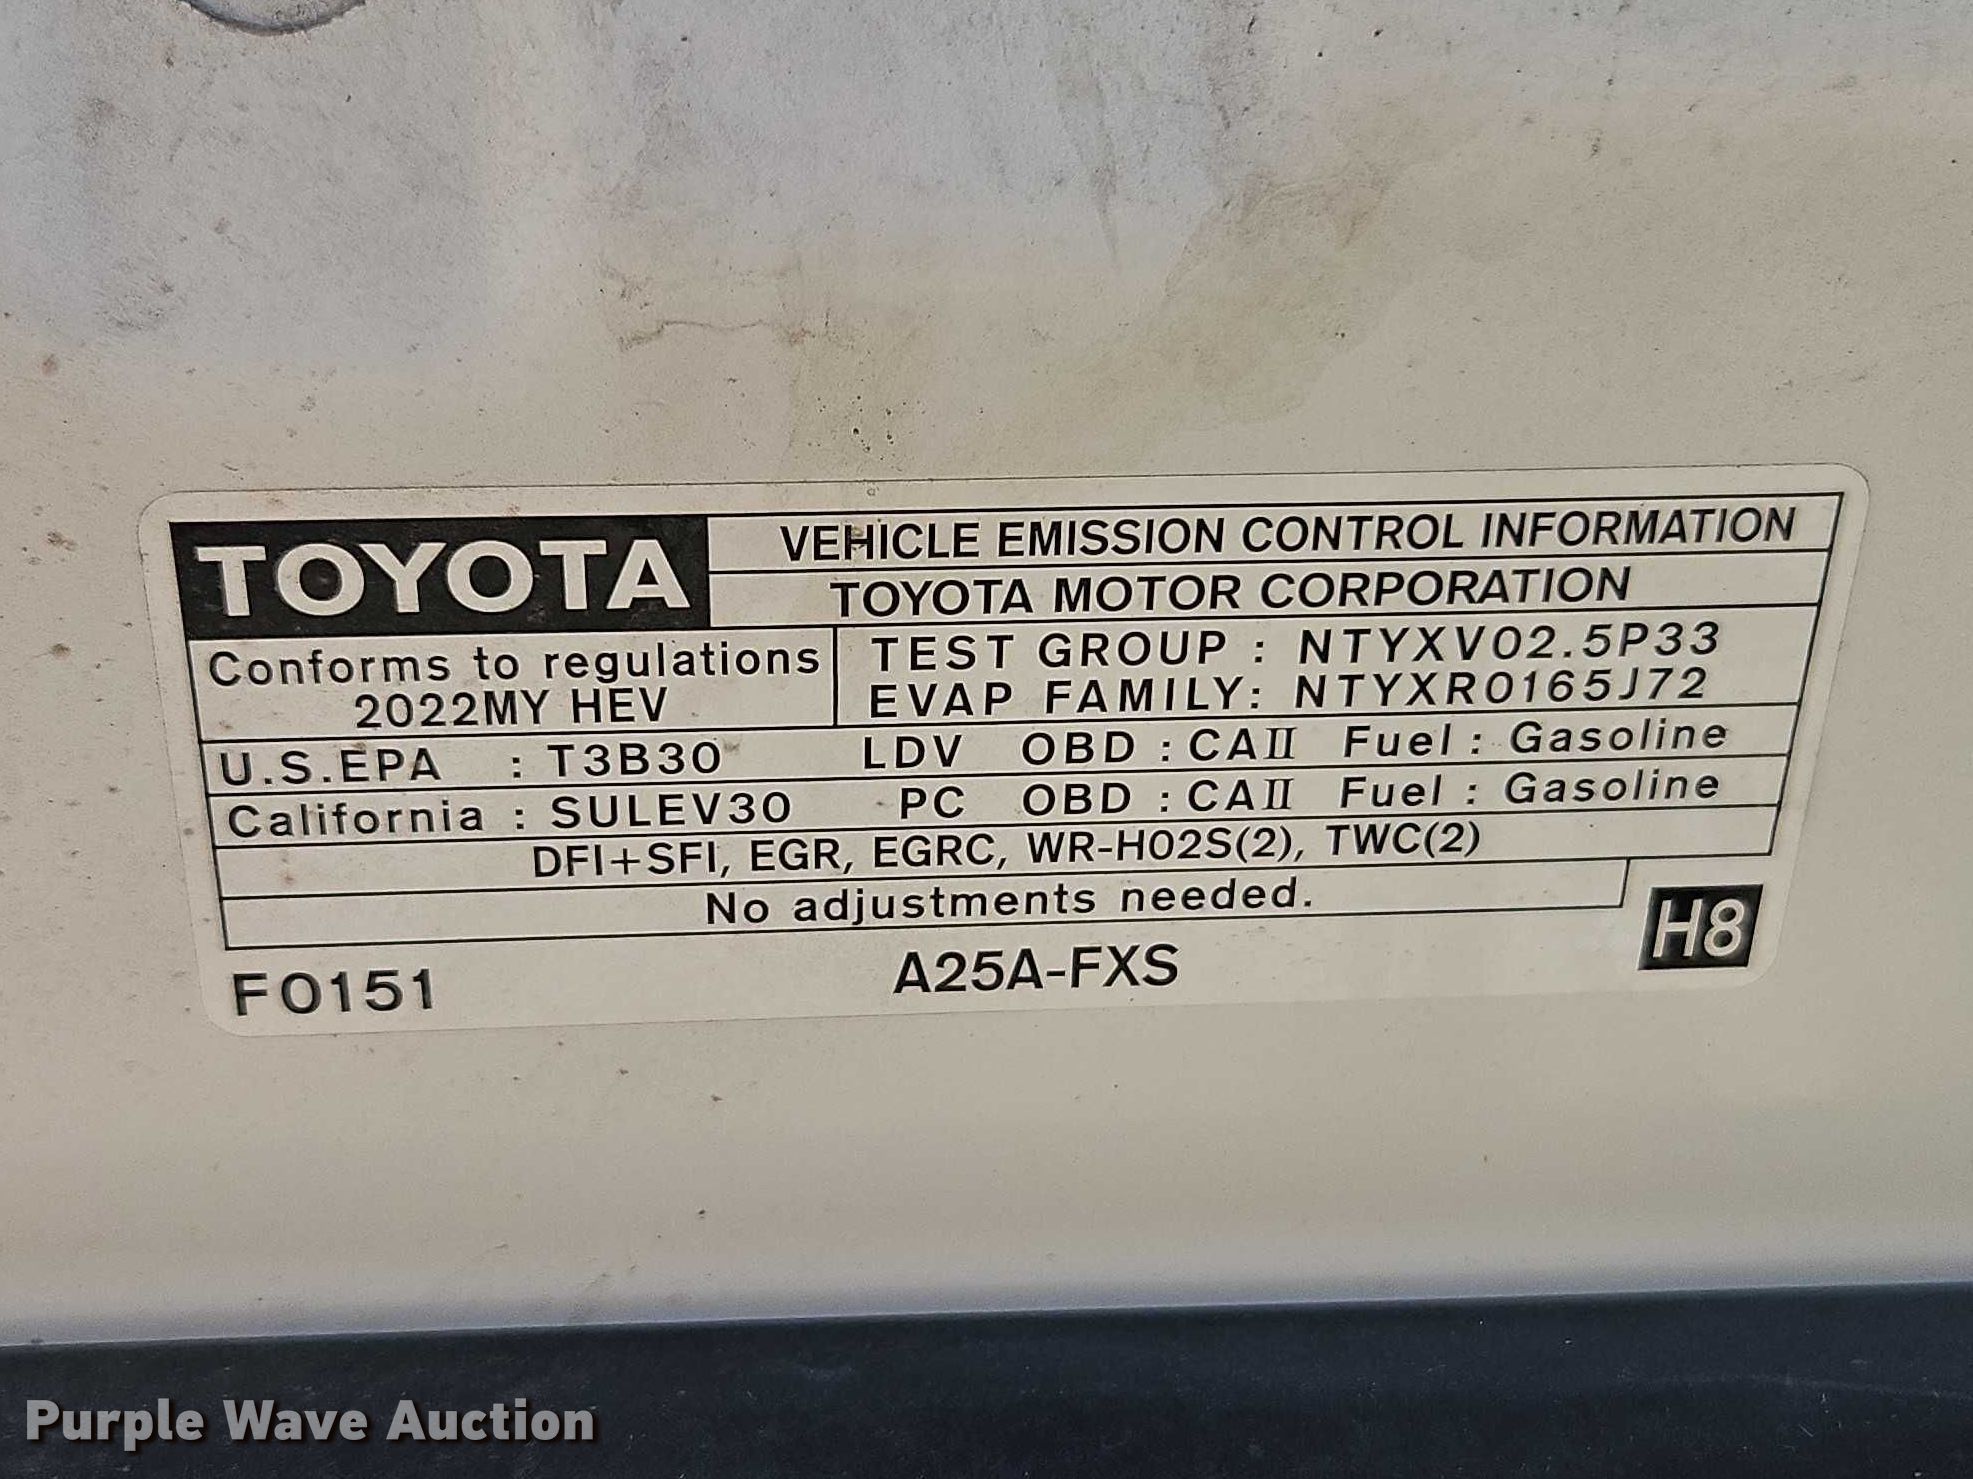 TOYOTA
VEHICLE EMISSION CONTROL INFORMATION
TOYOTA MOTOR CORPORATION
Conforms to regulations
2022MY HEV
TEST GROUP : NTYXV02.5P33
EVAP FAMILY: NTYXR0165J72
U.S.EPA : T3B30 LDV OBD : CAII Fuel : Gasoline
California : SULEV30 PC OBD : CAII Fuel : Gasoline
DFI+SFI, EGR, EGRC, WR-HO2S(2), TWC(2)
No adjustments needed.
H8
F0151
A25A-FXS
Purple Wave Auction